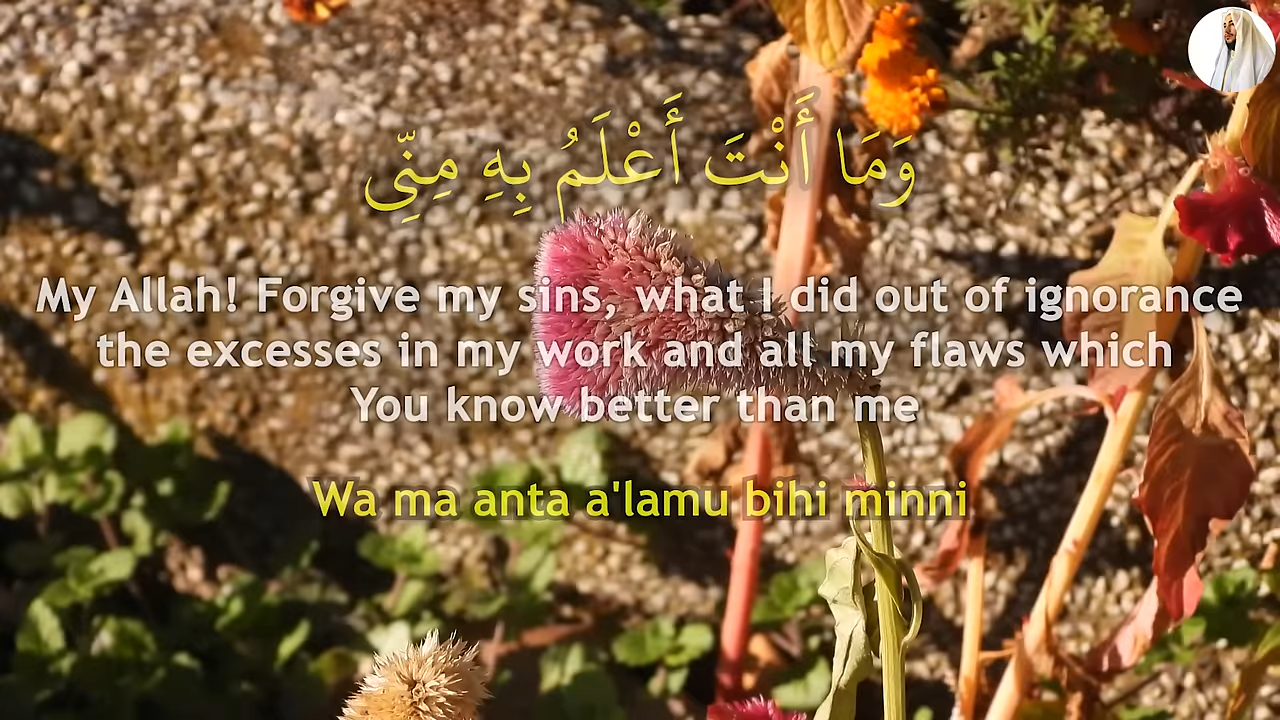 وَمَا أَنْتَ أَعْلَمُ بِهِ مِنِّي
My Allah! Forgive my sins, what I did out of ignorance
the excesses in my work and all my flaws which
You know better than me
Wa ma anta a'lamu bihi minni